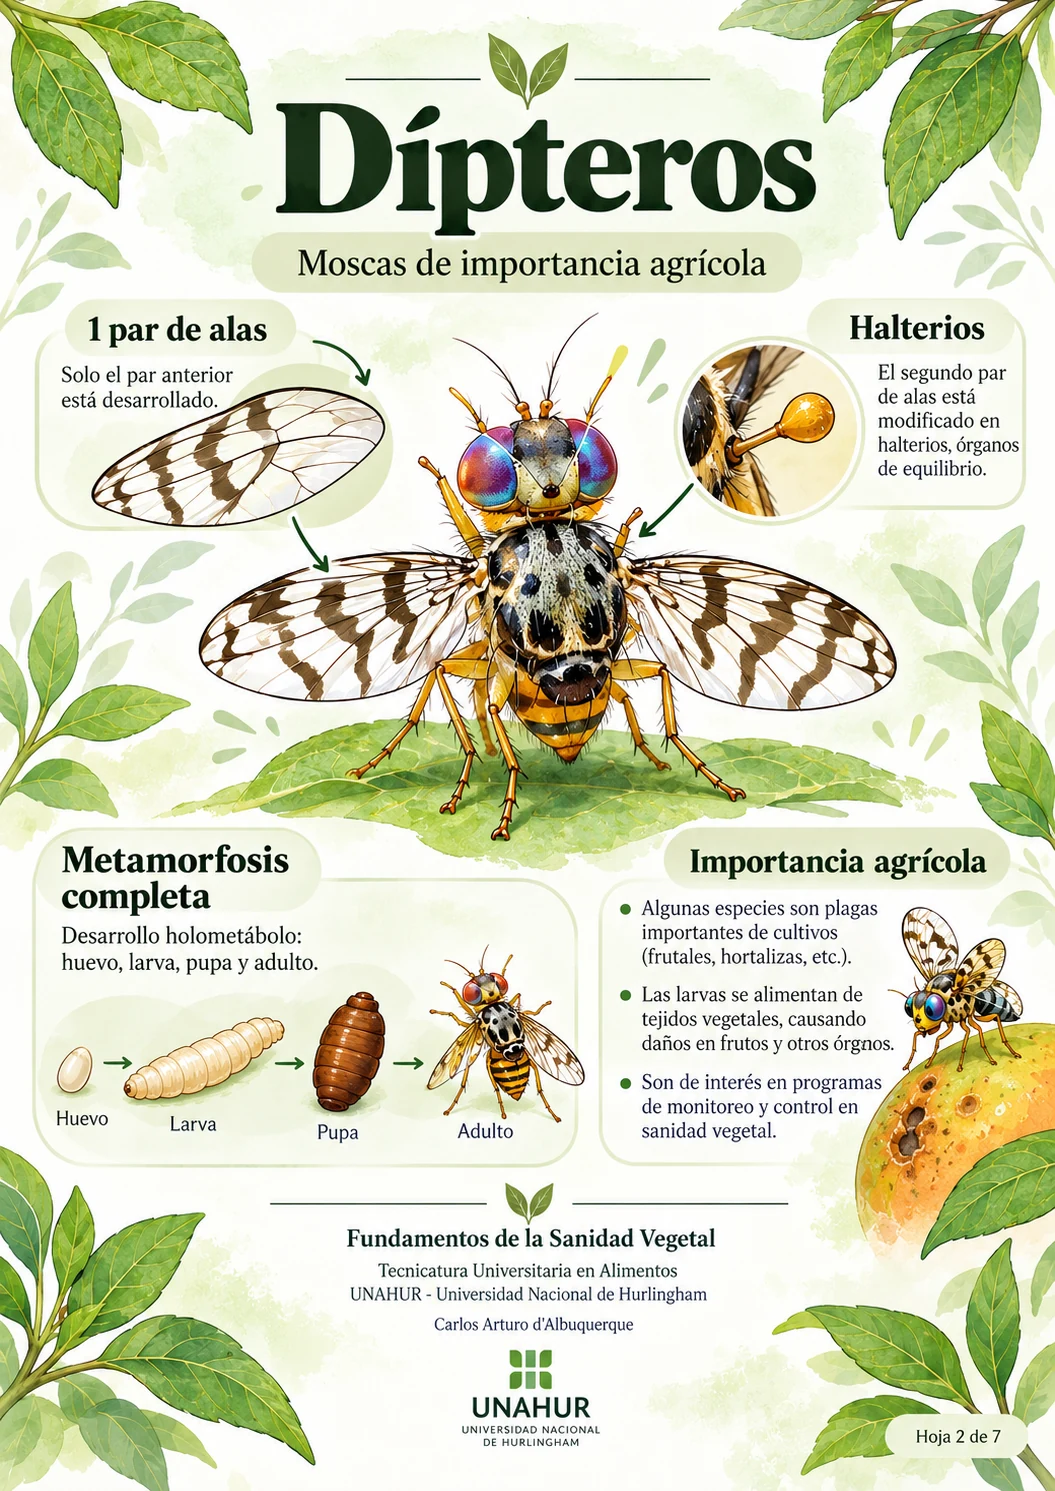 Dípteros
Moscas de importancia agrícola
1 par de alas
Solo el par anterior
está desarrollado.
Halterios
El segundo par
de alas está
modificado en
halterios, órganos
de equilibrio.
Metamorfosis
completa
Desarrollo holometábolo:
huevo, larva, pupa y adulto.
Huevo
Larva
Pupa
Adulto
Importancia agrícola
Algunas especies son plagas
importantes de cultivos
(frutales, hortalizas, etc.).
Las larvas se alimentan de
tejidos vegetales, causando
daños en frutos y otros órgnos.
Son de interés en programas
de monitoreo y control en
sanidad vegetal.
Fundamentos de la Sanidad Vegetal
Tecnicatura Universitaria en Alimentos
UNAHUR - Universidad Nacional de Hurlingham
Carlos Arturo d'Albuquerque
UNAHUR
UNIVERSIDAD NACIONAL
DE HURLINGHAM
Hoja 2 de 7